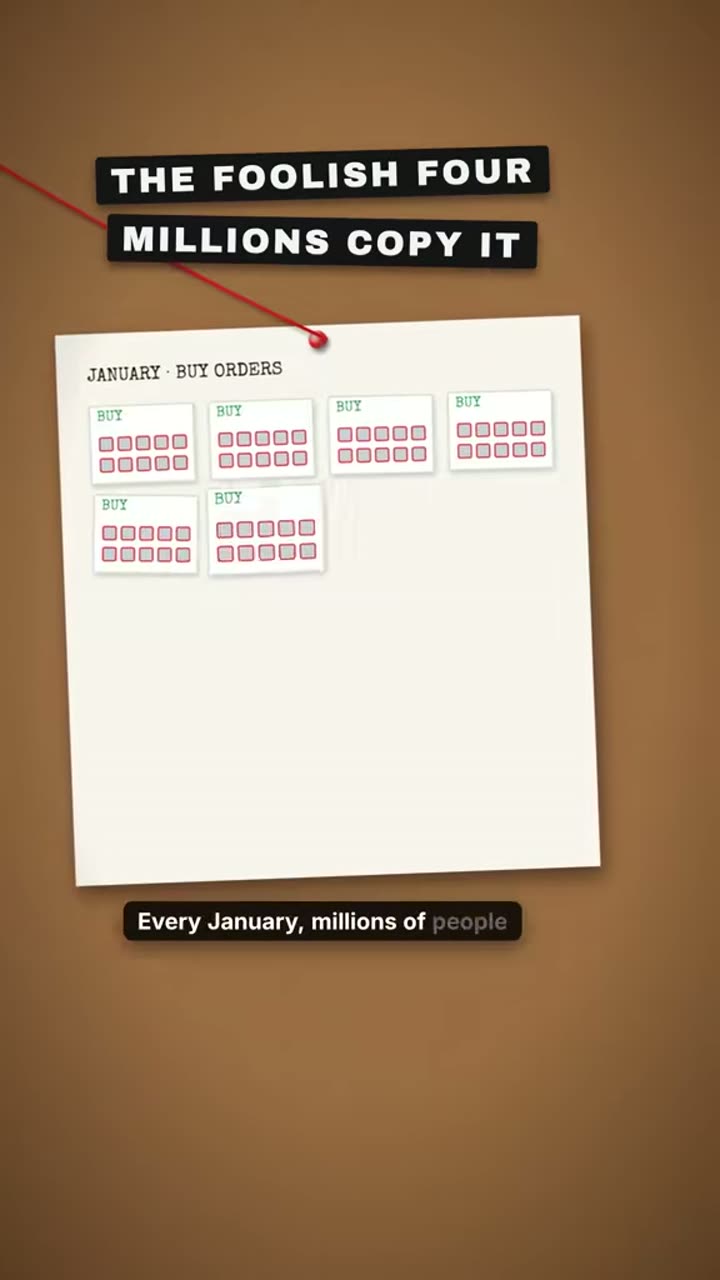 THE FOOLISH FOUR
MILLIONS COPY IT
JANUARY · BUY ORDERS
BUY BUY BUY BUY
BUY BUY
Every January, millions of people